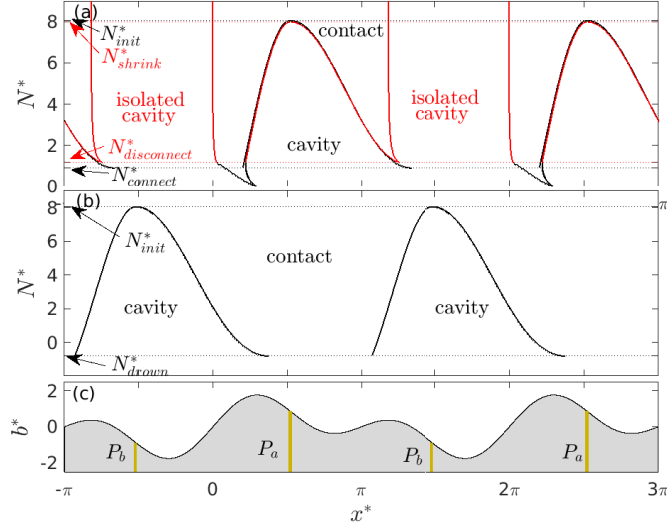 (a)
8
N*init
contact
N*shrink
6
isolated
cavity
isolated
cavity
N*
4
cavity
2
N*disconnect
N*connect
0
(b)
π
8
N*init
6
contact
N*
4
cavity
cavity
2
0
N*drown
(c)
2
b*
0
-2
Pb
Pa
Pb
Pa
-π
0
π
2π
3π
x*